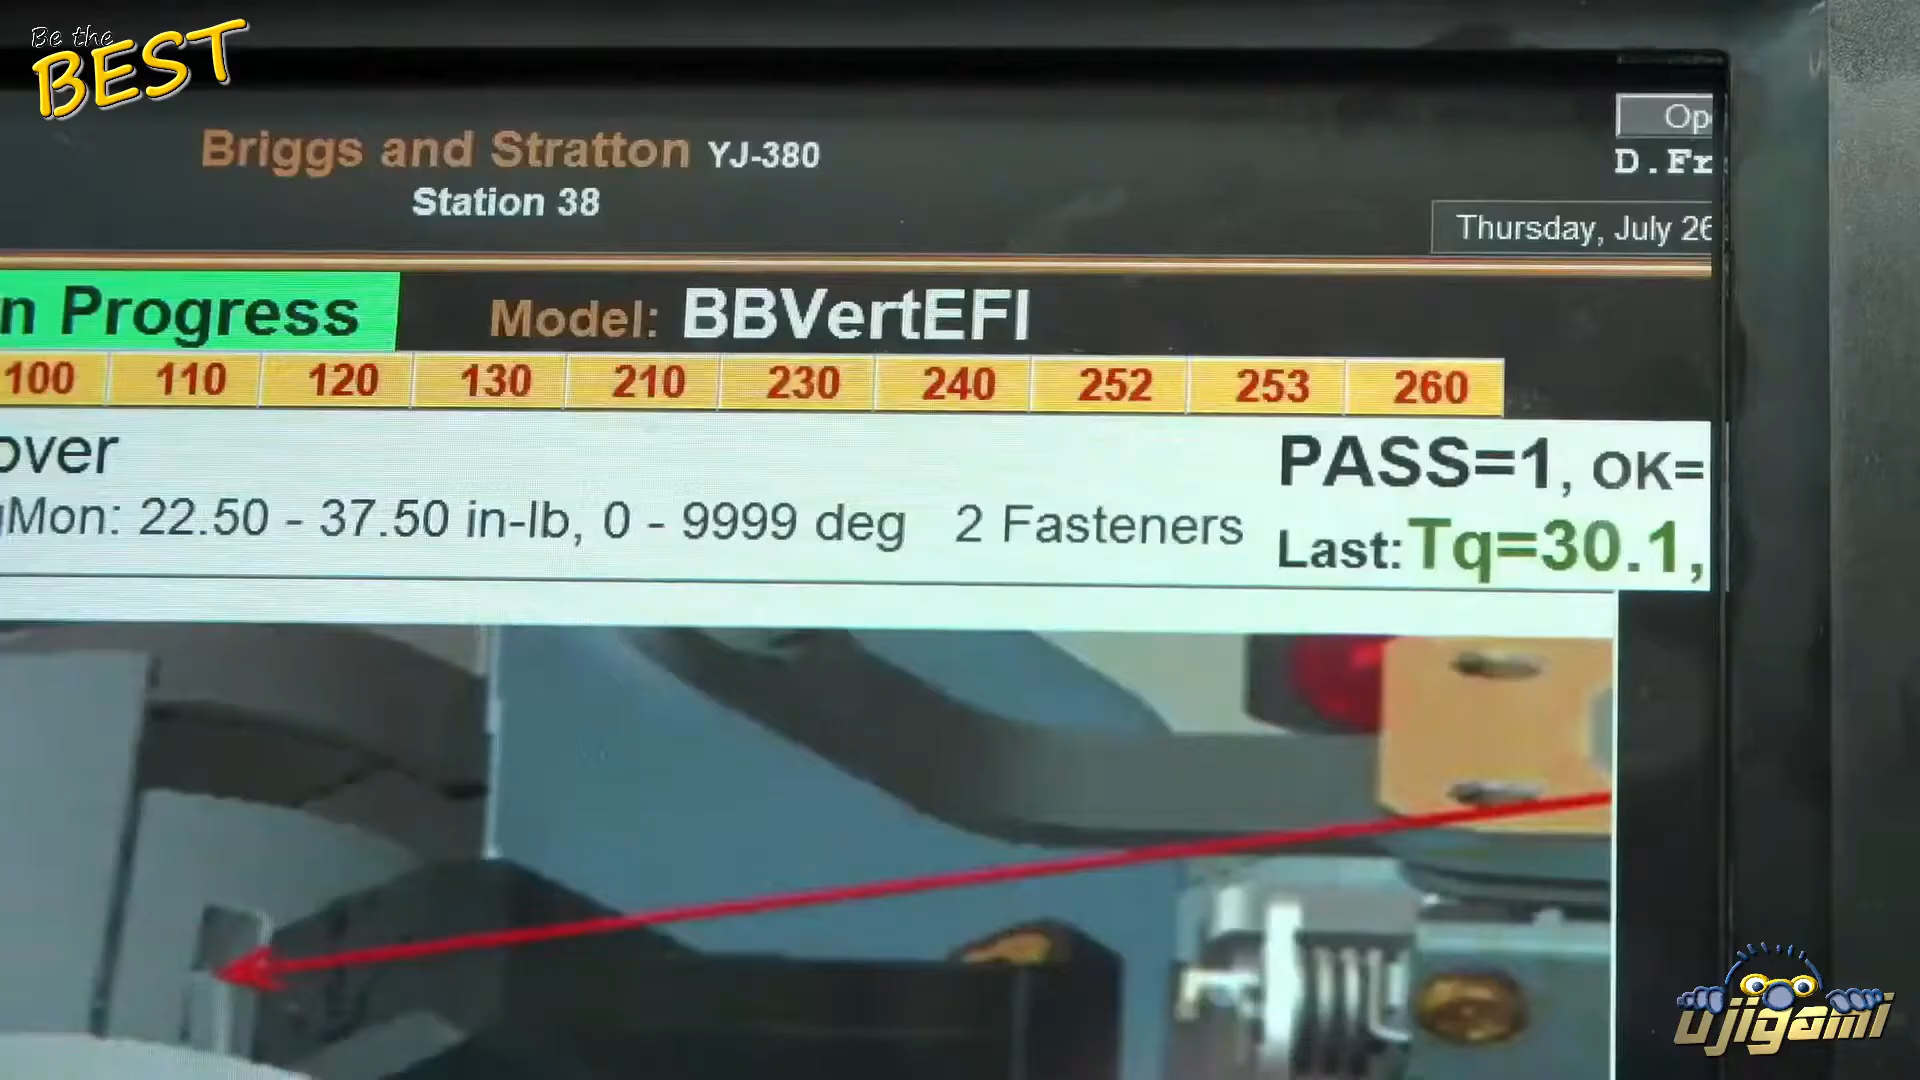 Be the
BEST
Briggs and Stratton YJ-380
Station 38
Op
D.Fr
Thursday, July 26
n Progress
Model: BBVertEFI
100 110 120 130 210 230 240 252 253 260
over
gMon: 22.50 - 37.50 in-lb, 0 - 9999 deg 2 Fasteners
PASS=1, OK=
Last: Tq=30.1,
ujigami